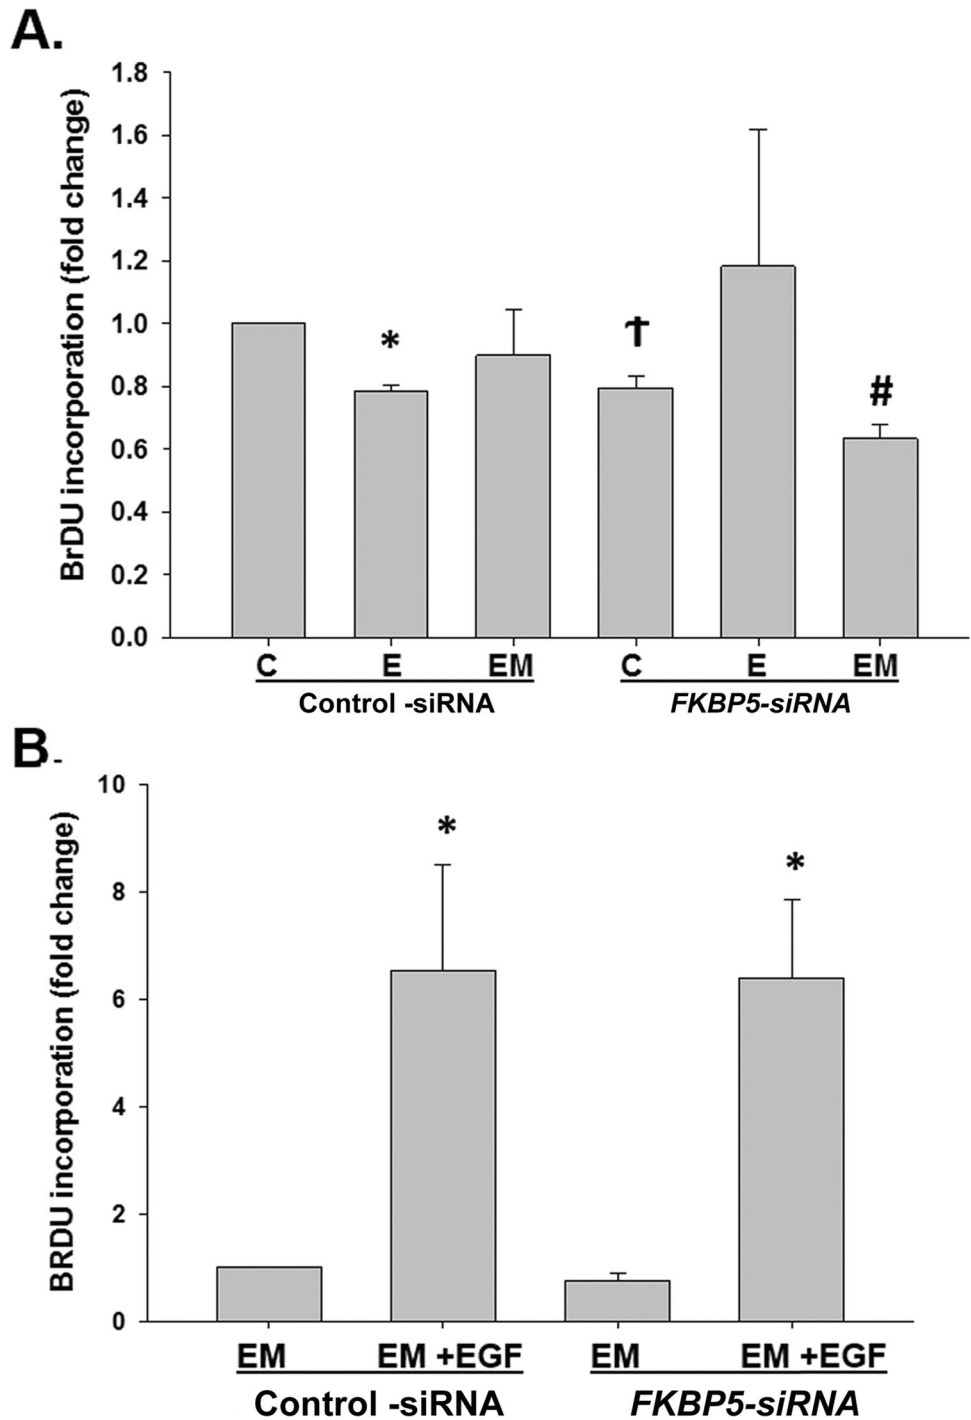 A.
BrDU incorporation (fold change)
1.8
1.6
1.4
1.2
1.0
0.8
0.6
0.4
0.2
0.0
*
†
#
C E EM C E EM
Control -siRNA FKBP5-siRNA
B-
BRDU incorporation (fold change)
10
8
6
4
2
0
*
*
EM EM +EGF EM EM +EGF
Control -siRNA FKBP5-siRNA